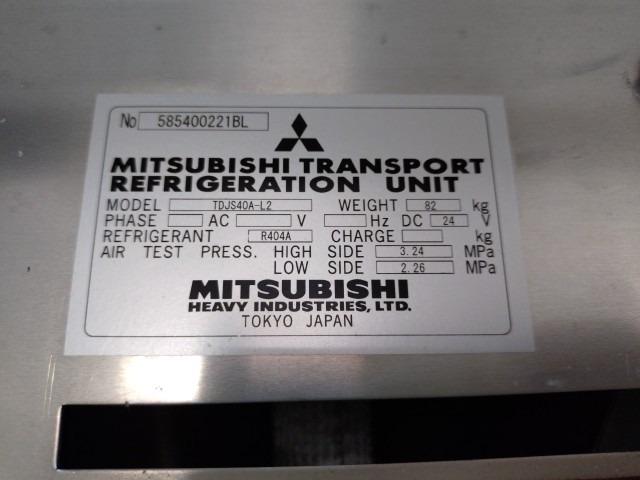 No 585400221BL
MITSUBISHI TRANSPORT
REFRIGERATION UNIT
MODEL TDJS40A-L2 WEIGHT 82 kg
PHASE AC V Hz DC 24 V
REFRIGERANT R404A CHARGE kg
AIR TEST PRESS. HIGH SIDE 3.24 MPa
LOW SIDE 2.26 MPa
MITSUBISHI
HEAVY INDUSTRIES, LTD.
TOKYO JAPAN